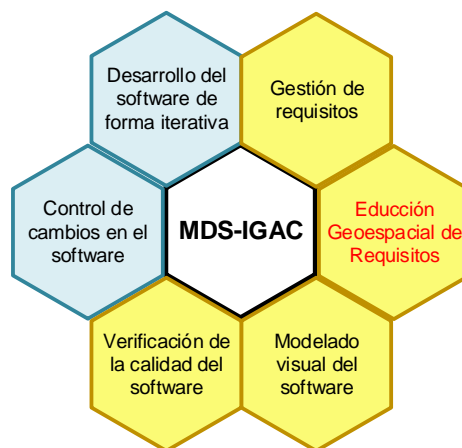 Desarrollo del
software de
forma iterativa
Gestión de
requisitos
Control de
cambios en el
software
MDS-IGAC
Educción
Geoespacial de
Requisitos
Verificación de
la calidad del
software
Modelado
visual del
software